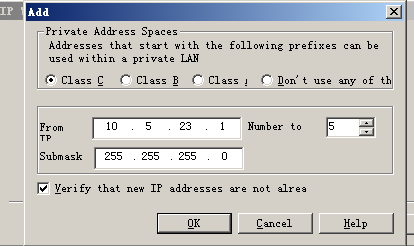 Add
IP
Private Address Spaces
Addresses that start with the following prefixes can be
used within a private LAN
Class C Class B Class Don't use any of th
From IP 10 . 5 . 23 . 1 Number to 5
Submask 255 . 255 . 255 . 0
Verify that new IP addresses are not alrea
OK Cancel Help